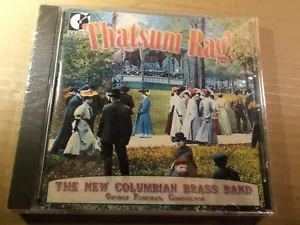 Thatsum Rag!
THE NEW COLUMBIAN BRASS BAND
George Foreman, Conductor